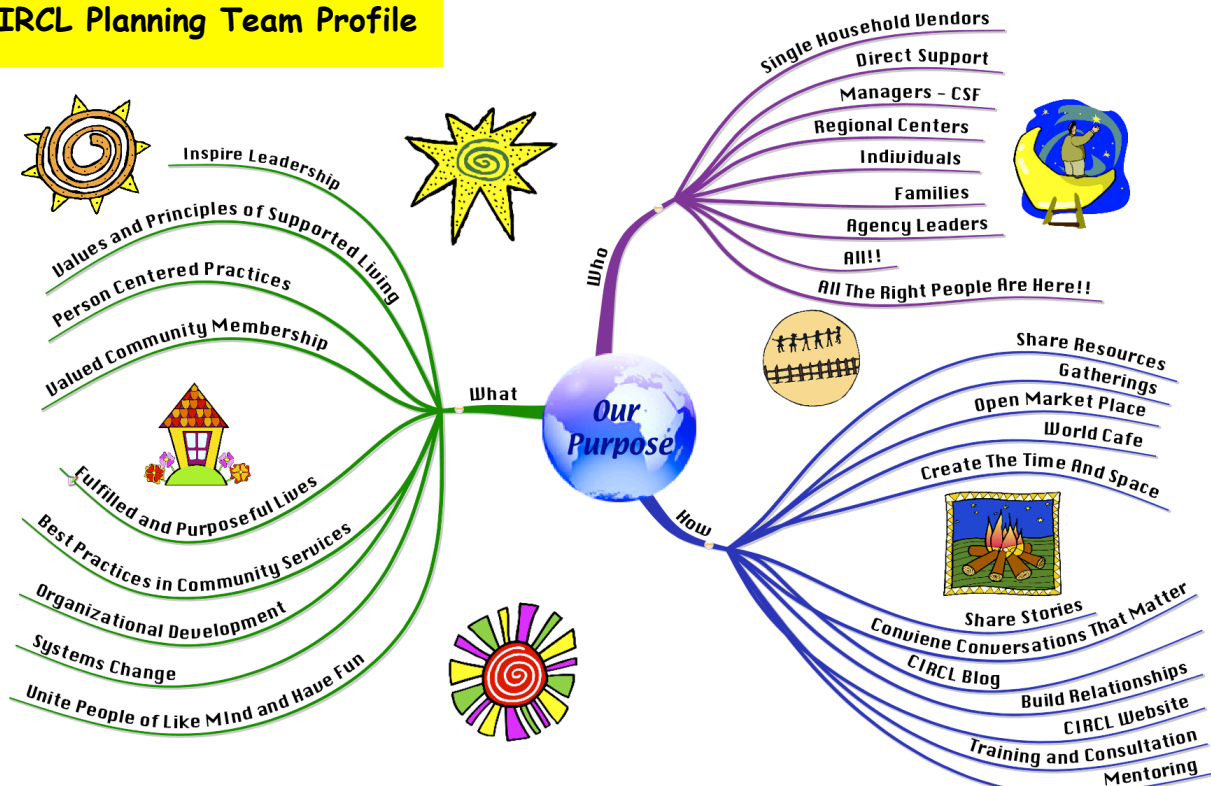 IRCL Planning Team Profile
Single Household Vendors
Direct Support
Managers - CSF
Regional Centers
Individuals
Families
Agency Leaders
All!!
All The Right People Are Here!!
Who
Inspire Leadership
Values and Principles of Supported Living
Person Centered Practices
Valued Community Membership
What
Our
Purpose
Fulfilled and Purposeful Lives
Best Practices in Community Services
Organizational Development
Systems Change
Unite People of Like MInd and Have Fun
How
Share Resources
Gatherings
Open Market Place
World Cafe
Create The Time And Space
Share Stories
Conviene Conversations That Matter
CIRCL Blog
Build Relationships
CIRCL Website
Training and Consultation
Mentoring